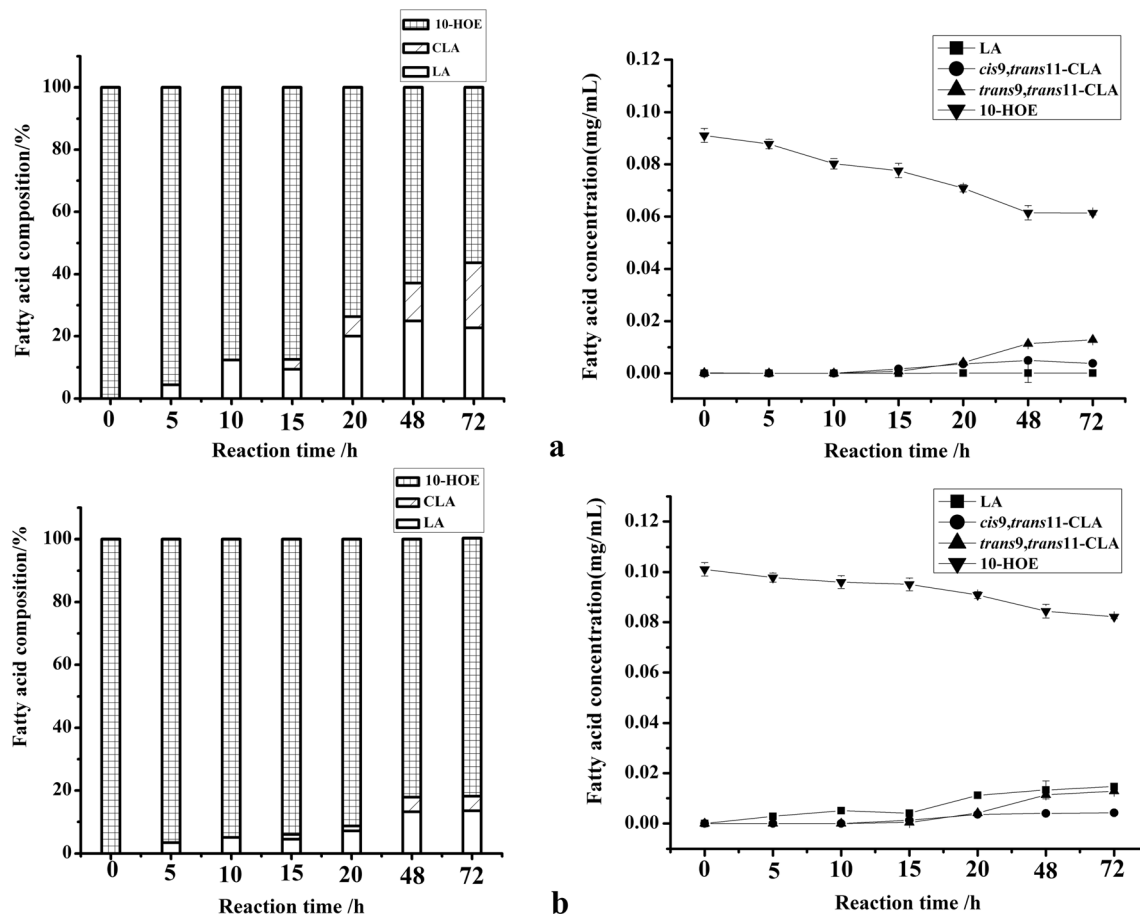 10-HOE
CLA
LA
Fatty acid composition/%
100
80
60
40
20
0
0 5 10 15 20 48 72
Reaction time /h
LA
cis9,trans11-CLA
trans9,trans11-CLA
10-HOE
Fatty acid concentration(mg/mL)
0.12
0.10
0.08
0.06
0.04
0.02
0.00
0 5 10 15 20 48 72
Reaction time /h
a
10-HOE
CLA
LA
Fatty acid composition/%
100
80
60
40
20
0
0 5 10 15 20 48 72
Reaction time /h
LA
cis9,trans11-CLA
trans9,trans11-CLA
10-HOE
Fatty acid concentration(mg/mL)
0.12
0.10
0.08
0.06
0.04
0.02
0.00
0 5 10 15 20 48 72
Reaction time /h
b